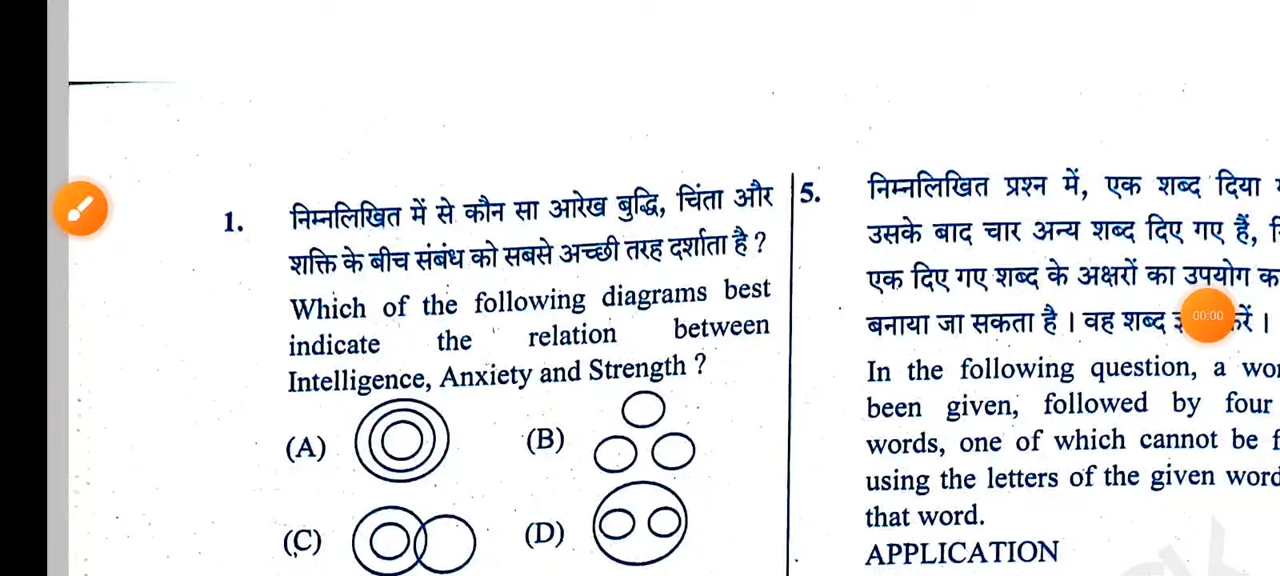 1. निम्नलिखित में से कौन सा आरेख बुद्धि, चिंता और
शक्ति के बीच संबंध को सबसे अच्छी तरह दर्शाता है ?
Which of the following diagrams best
indicate the relation between
Intelligence, Anxiety and Strength ?
(A) (B)
(C) (D)
5. निम्नलिखित प्रश्न में, एक शब्द दिया
उसके बाद चार अन्य शब्द दिए गए हैं,
एक दिए गए शब्द के अक्षरों का उपयोग
बनाया जा सकता है । वह शब्द 00:00 करें ।
In the following question, a
been given, followed by four
words, one of which cannot be
using the letters of the given
that word.
APPLICATION